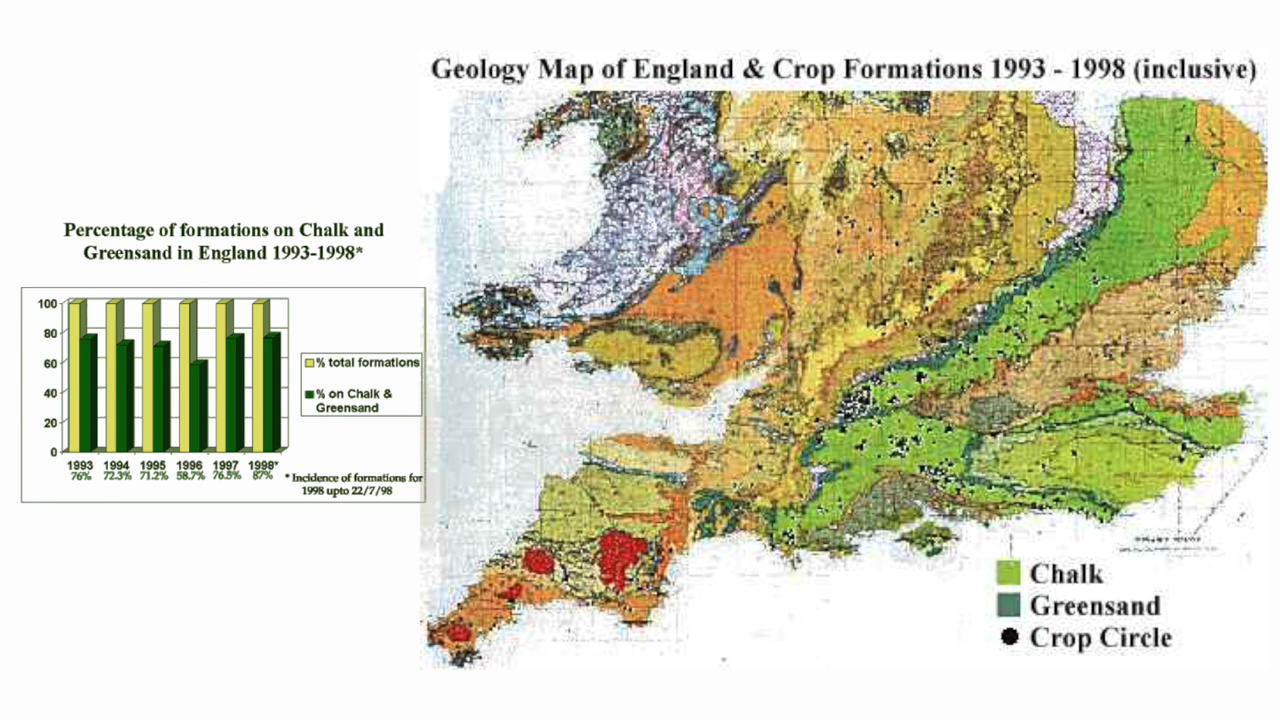 Geology Map of England & Crop Formations 1993 - 1998 (inclusive)
Percentage of formations on Chalk and
Greensand in England 1993-1998*
100
80
60
40
20
0
1993 1994 1995 1996 1997 1998*
76% 72.3% 71.2% 58.7% 76.5% 87%
% total formations
% on Chalk &
Greensand
* Incidence of formations for
1998 upto 22/7/98
Chalk
Greensand
Crop Circle